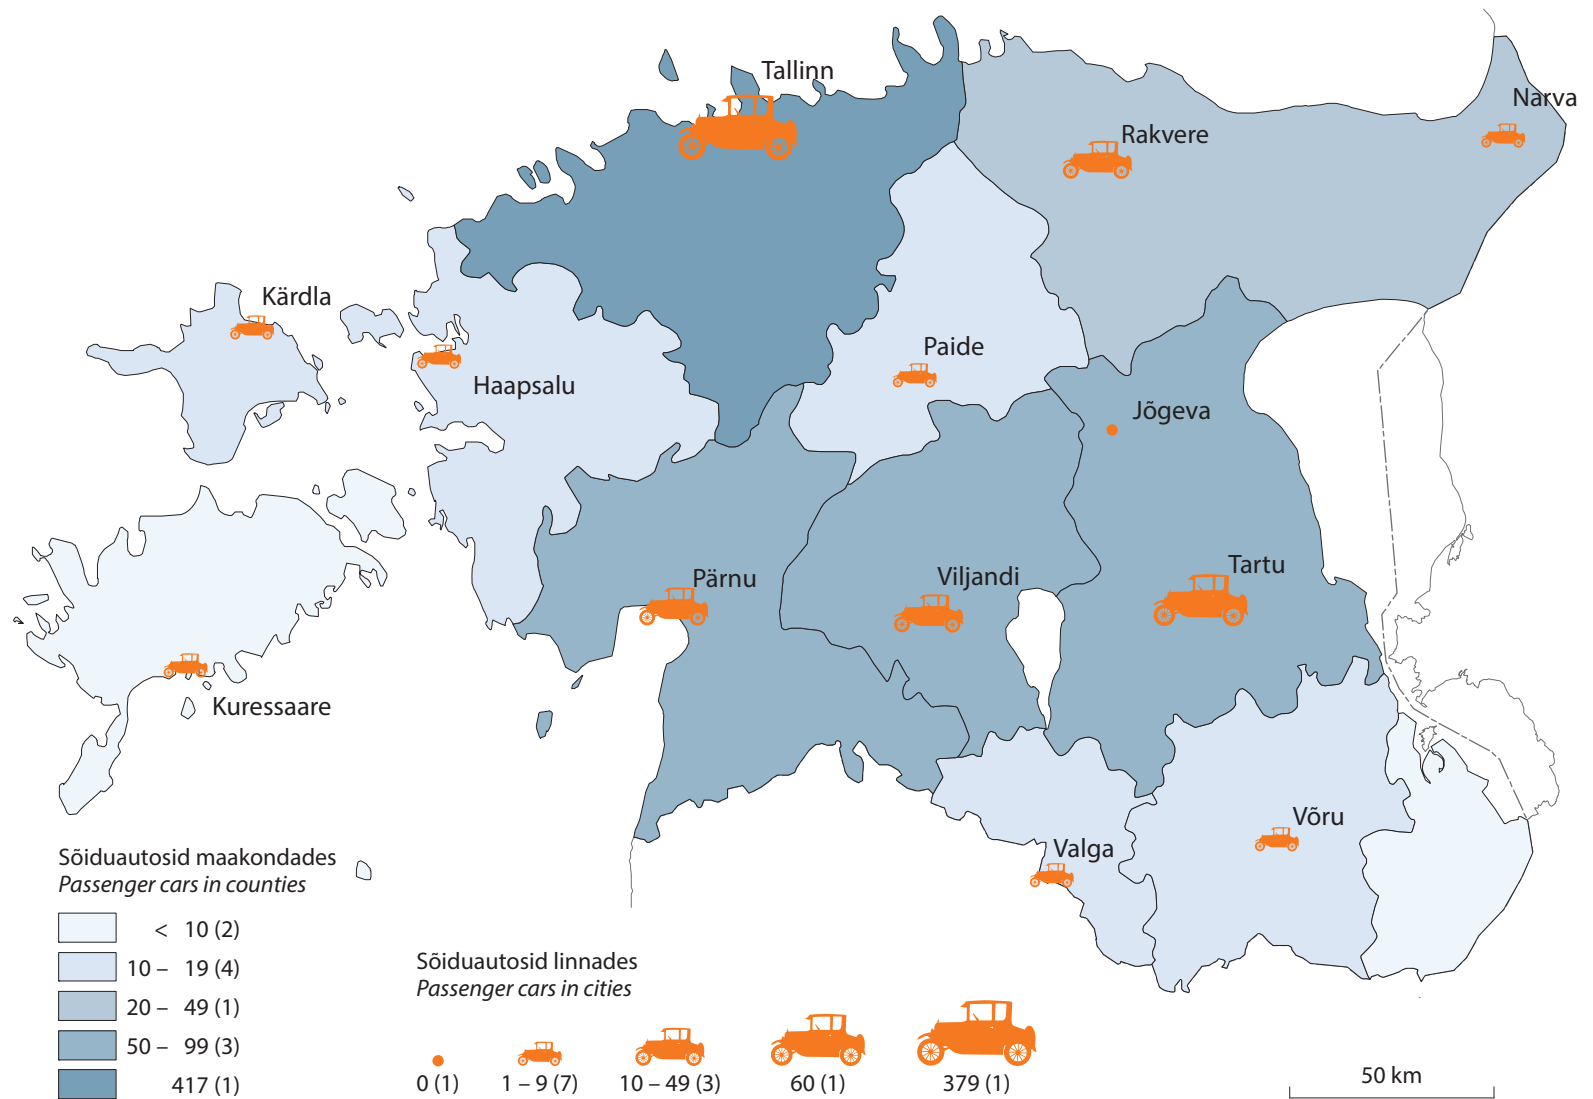 Tallinn
Narva
Rakvere
Kärdla
Paide
Haapsalu
Jõgeva
Tartu
Viljandi
Pärnu
Kuressaare
Võru
Valga
Sõiduautosid maakondades
Passenger cars in counties
< 10 (2)
10 – 19 (4)
20 – 49 (1)
50 – 99 (3)
417 (1)
Sõiduautosid linnades
Passenger cars in cities
0 (1) 1 – 9 (7) 10 – 49 (3) 60 (1) 379 (1)
50 km